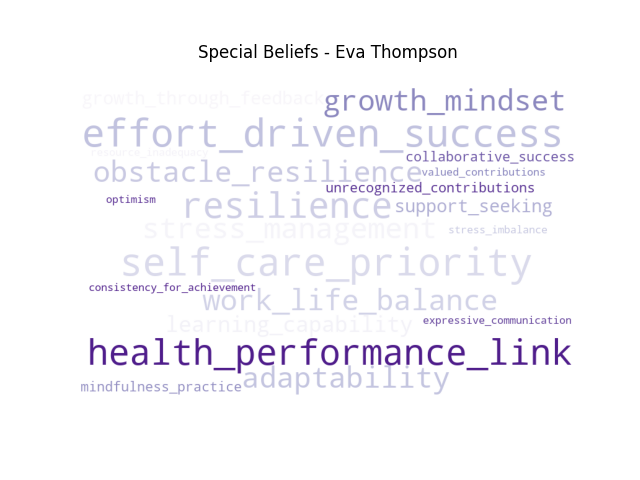 Special Beliefs - Eva Thompson
growth_through_feedback
growth_mindset
effort_driven_success
resource_inadequacy
collaborative_success
obstacle_resilience
valued_contributions
unrecognized_contributions
optimism
resilience
support_seeking
stress_management
stress_imbalance
self_care_priority
consistency_for_achievement
work_life_balance
learning_capability
expressive_communication
health_performance_link
adaptability
mindfulness_practice